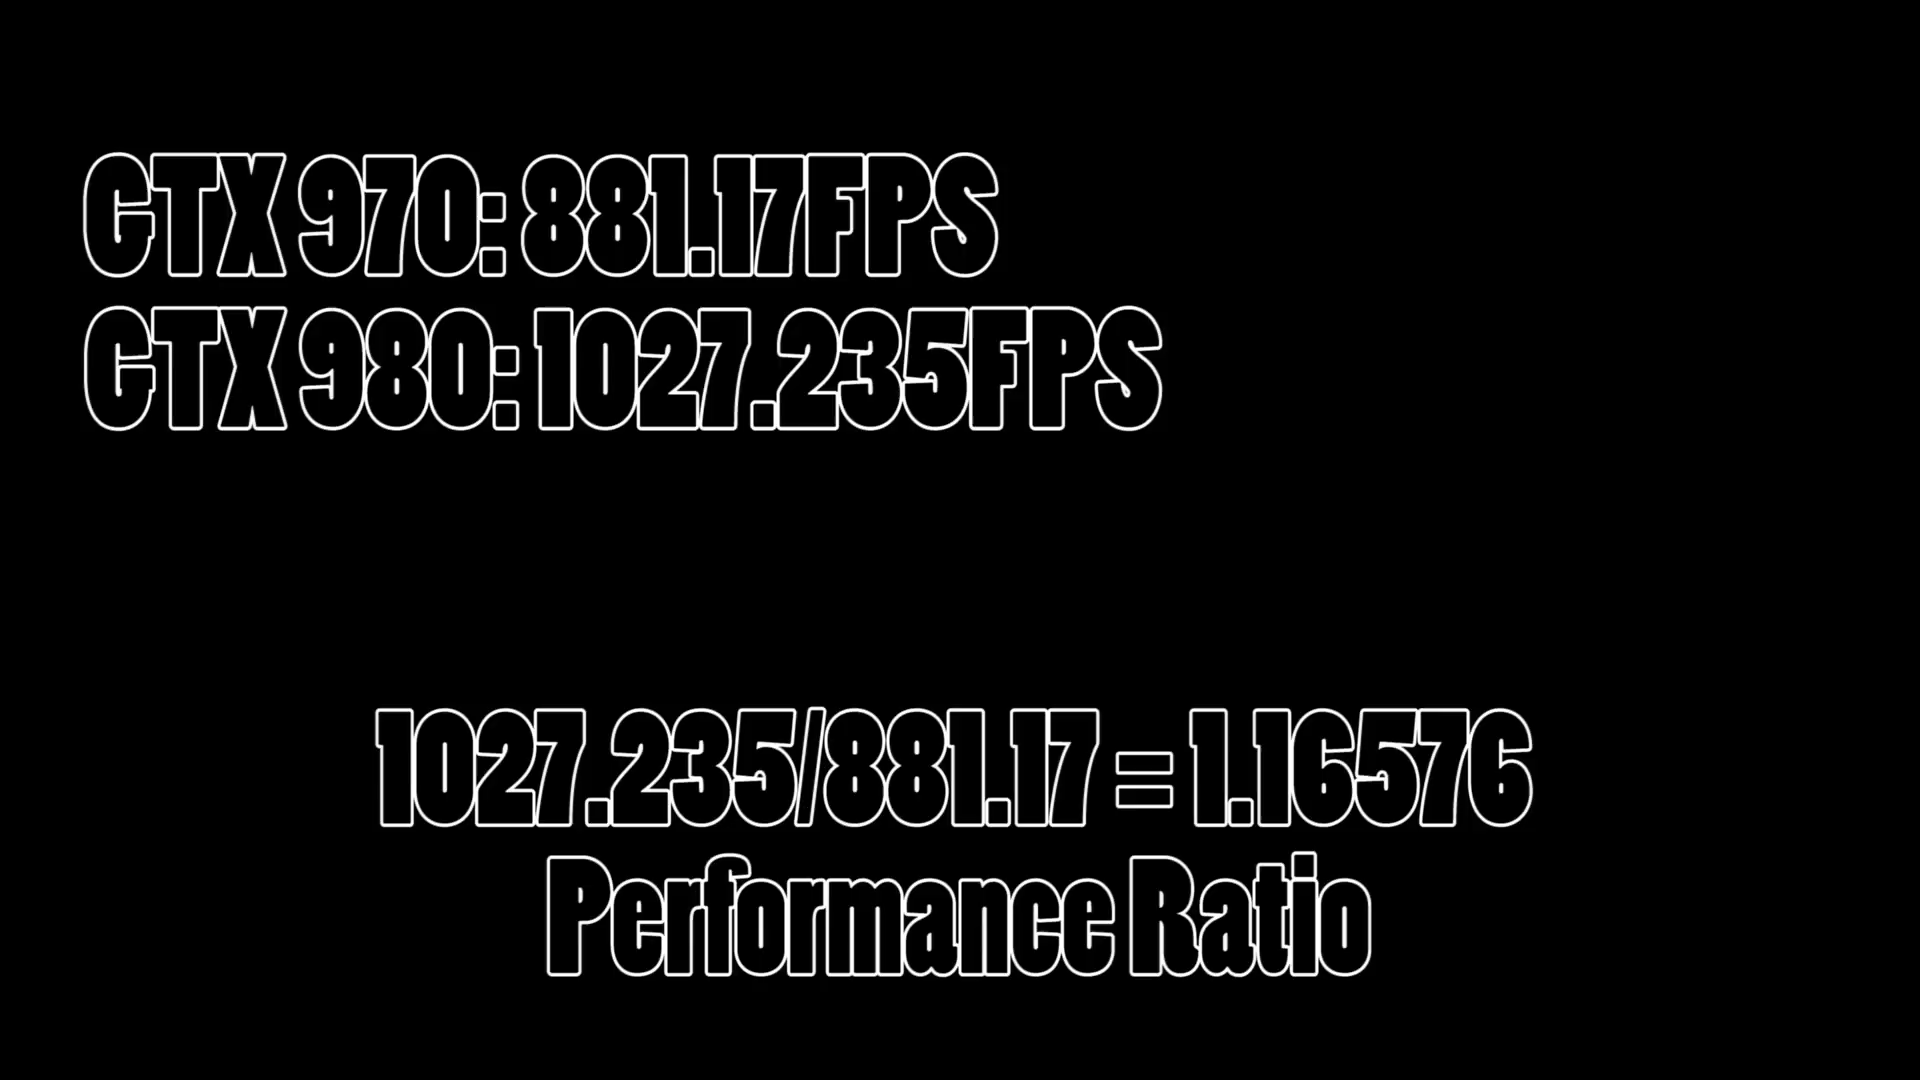 GTX 970: 881.17FPS
GTX 980: 1027.235FPS
1027.235/881.17 = 1.16576
Performance Ratio